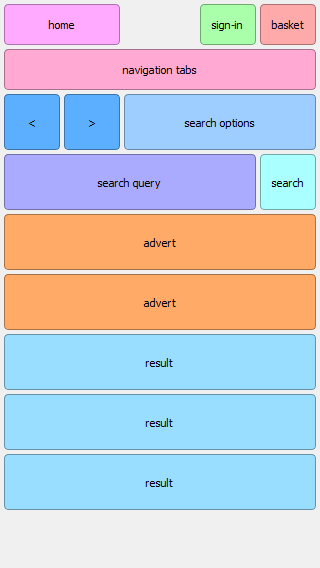 home
sign-in
basket
navigation tabs
<
>
search options
search query
search
advert
advert
result
result
result